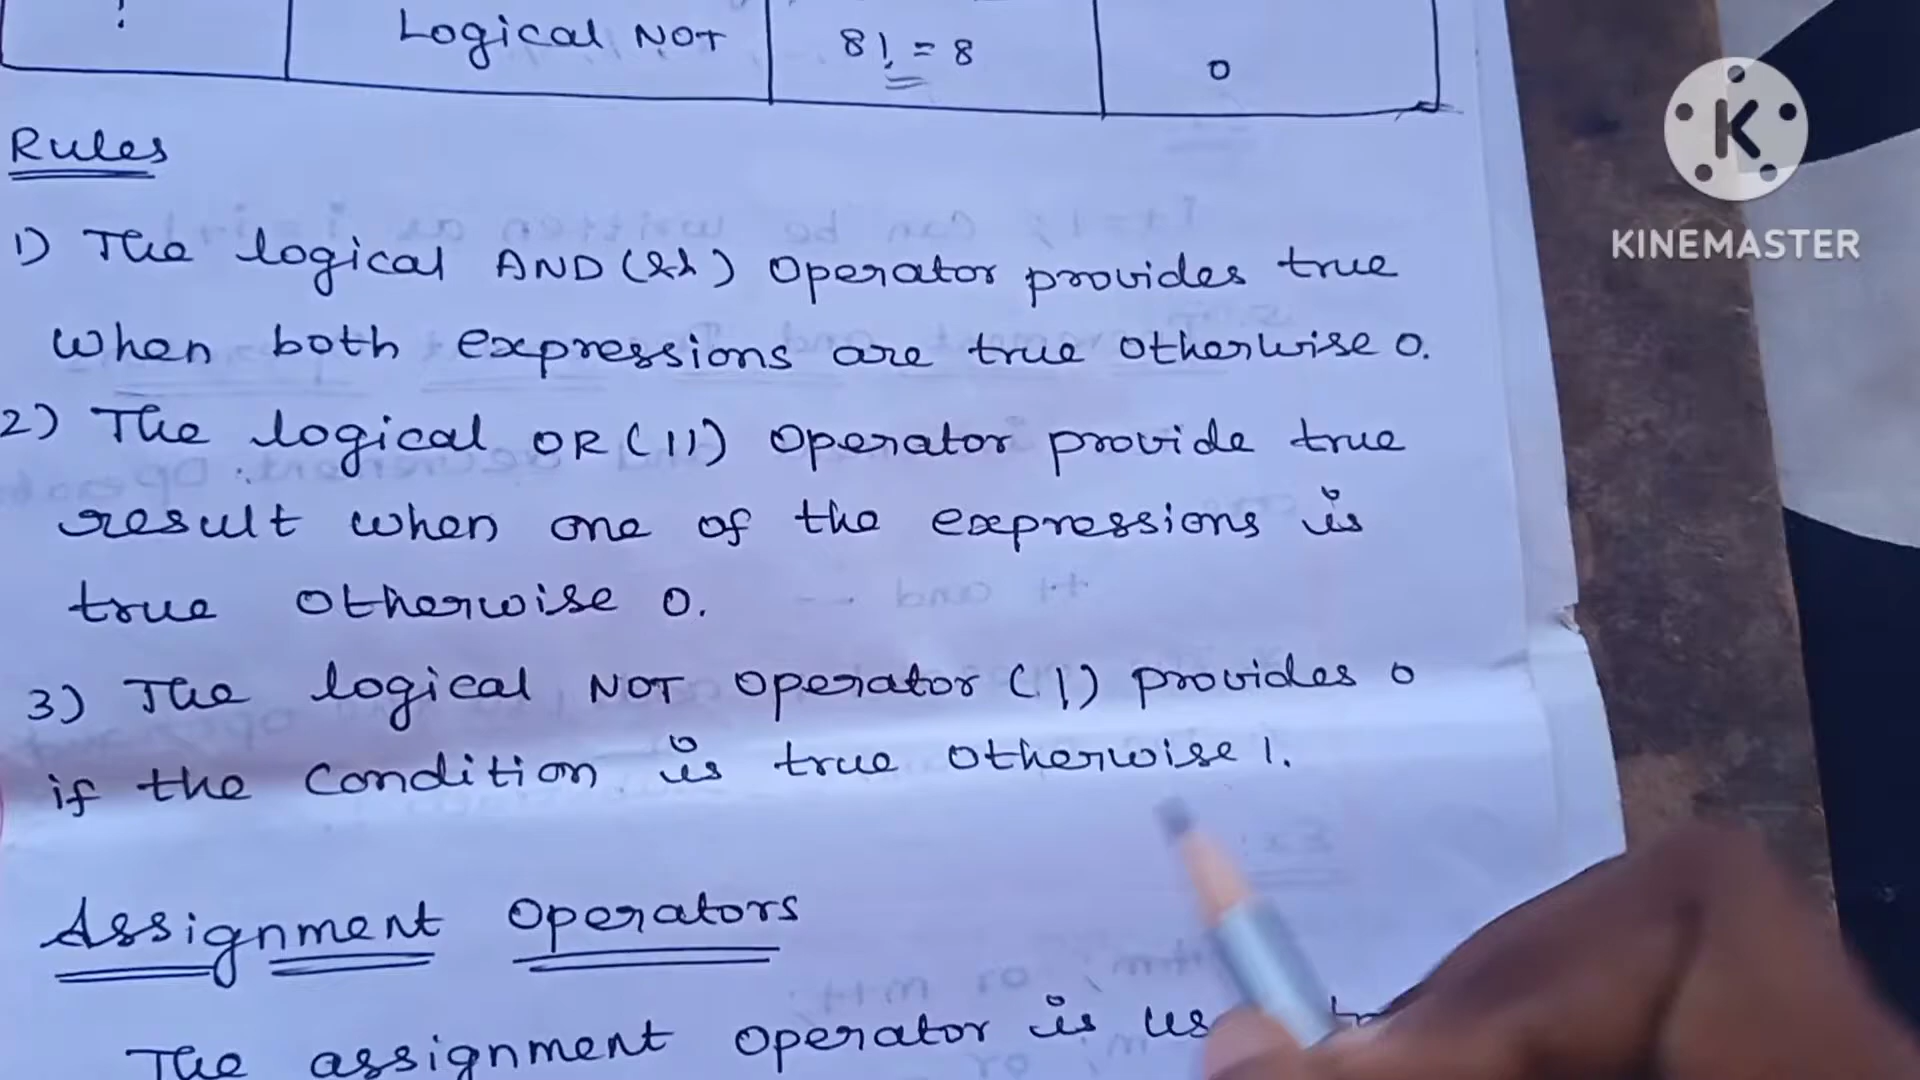 ! Logical NOT 8!=8 0
Rules
1) The logical AND (&&) operator provides true
when both expressions are true otherwise 0.
2) The logical OR (||) operator provide true
result when one of the expressions is
true otherwise 0.
3) The logical NOT operator (!) provides 0
if the condition is true otherwise 1.
Assignment Operators
The assignment operator is
K
KINEMASTER